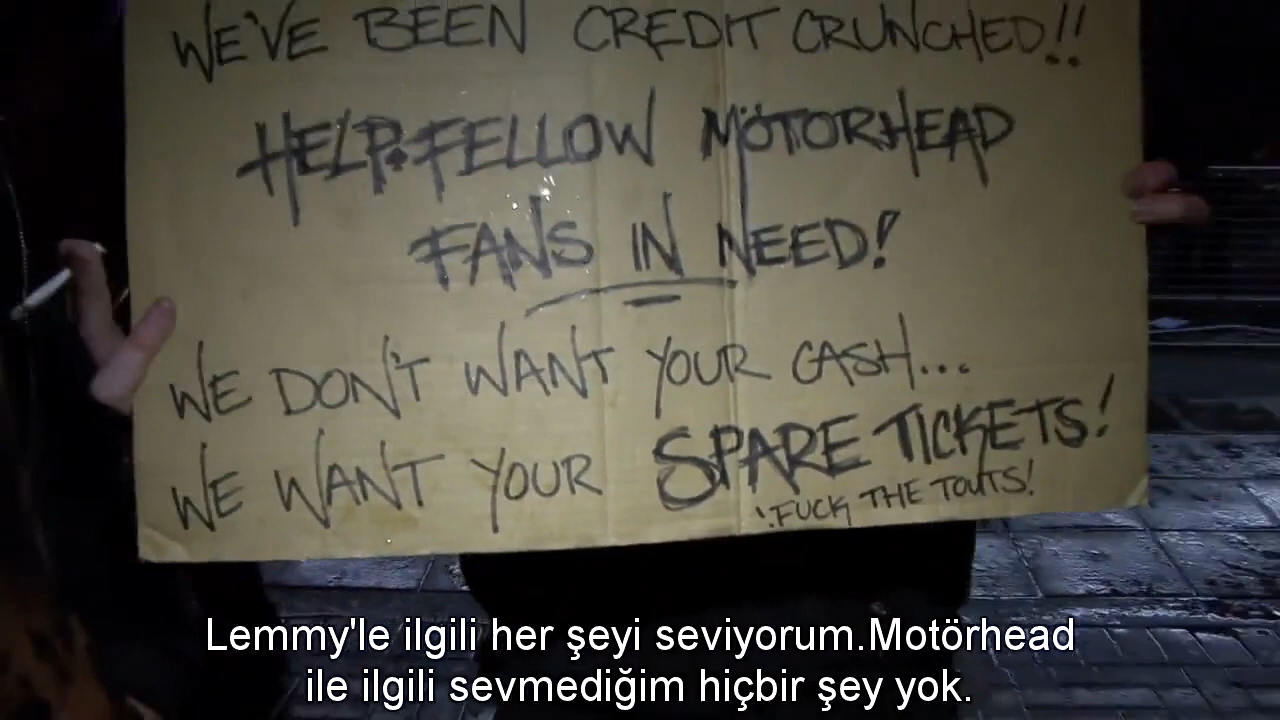 WE'VE BEEN CREDIT CRUNCHED!!
HELP FELLOW MÖTORHEAD
FANS IN NEED!
WE DON'T WANT YOUR CASH...
WE WANT YOUR SPARE TICKETS!
FUCK THE TOUTS!
Lemmy'le ilgili her şeyi seviyorum.Motörhead
ile ilgili sevmediğim hiçbir şey yok.